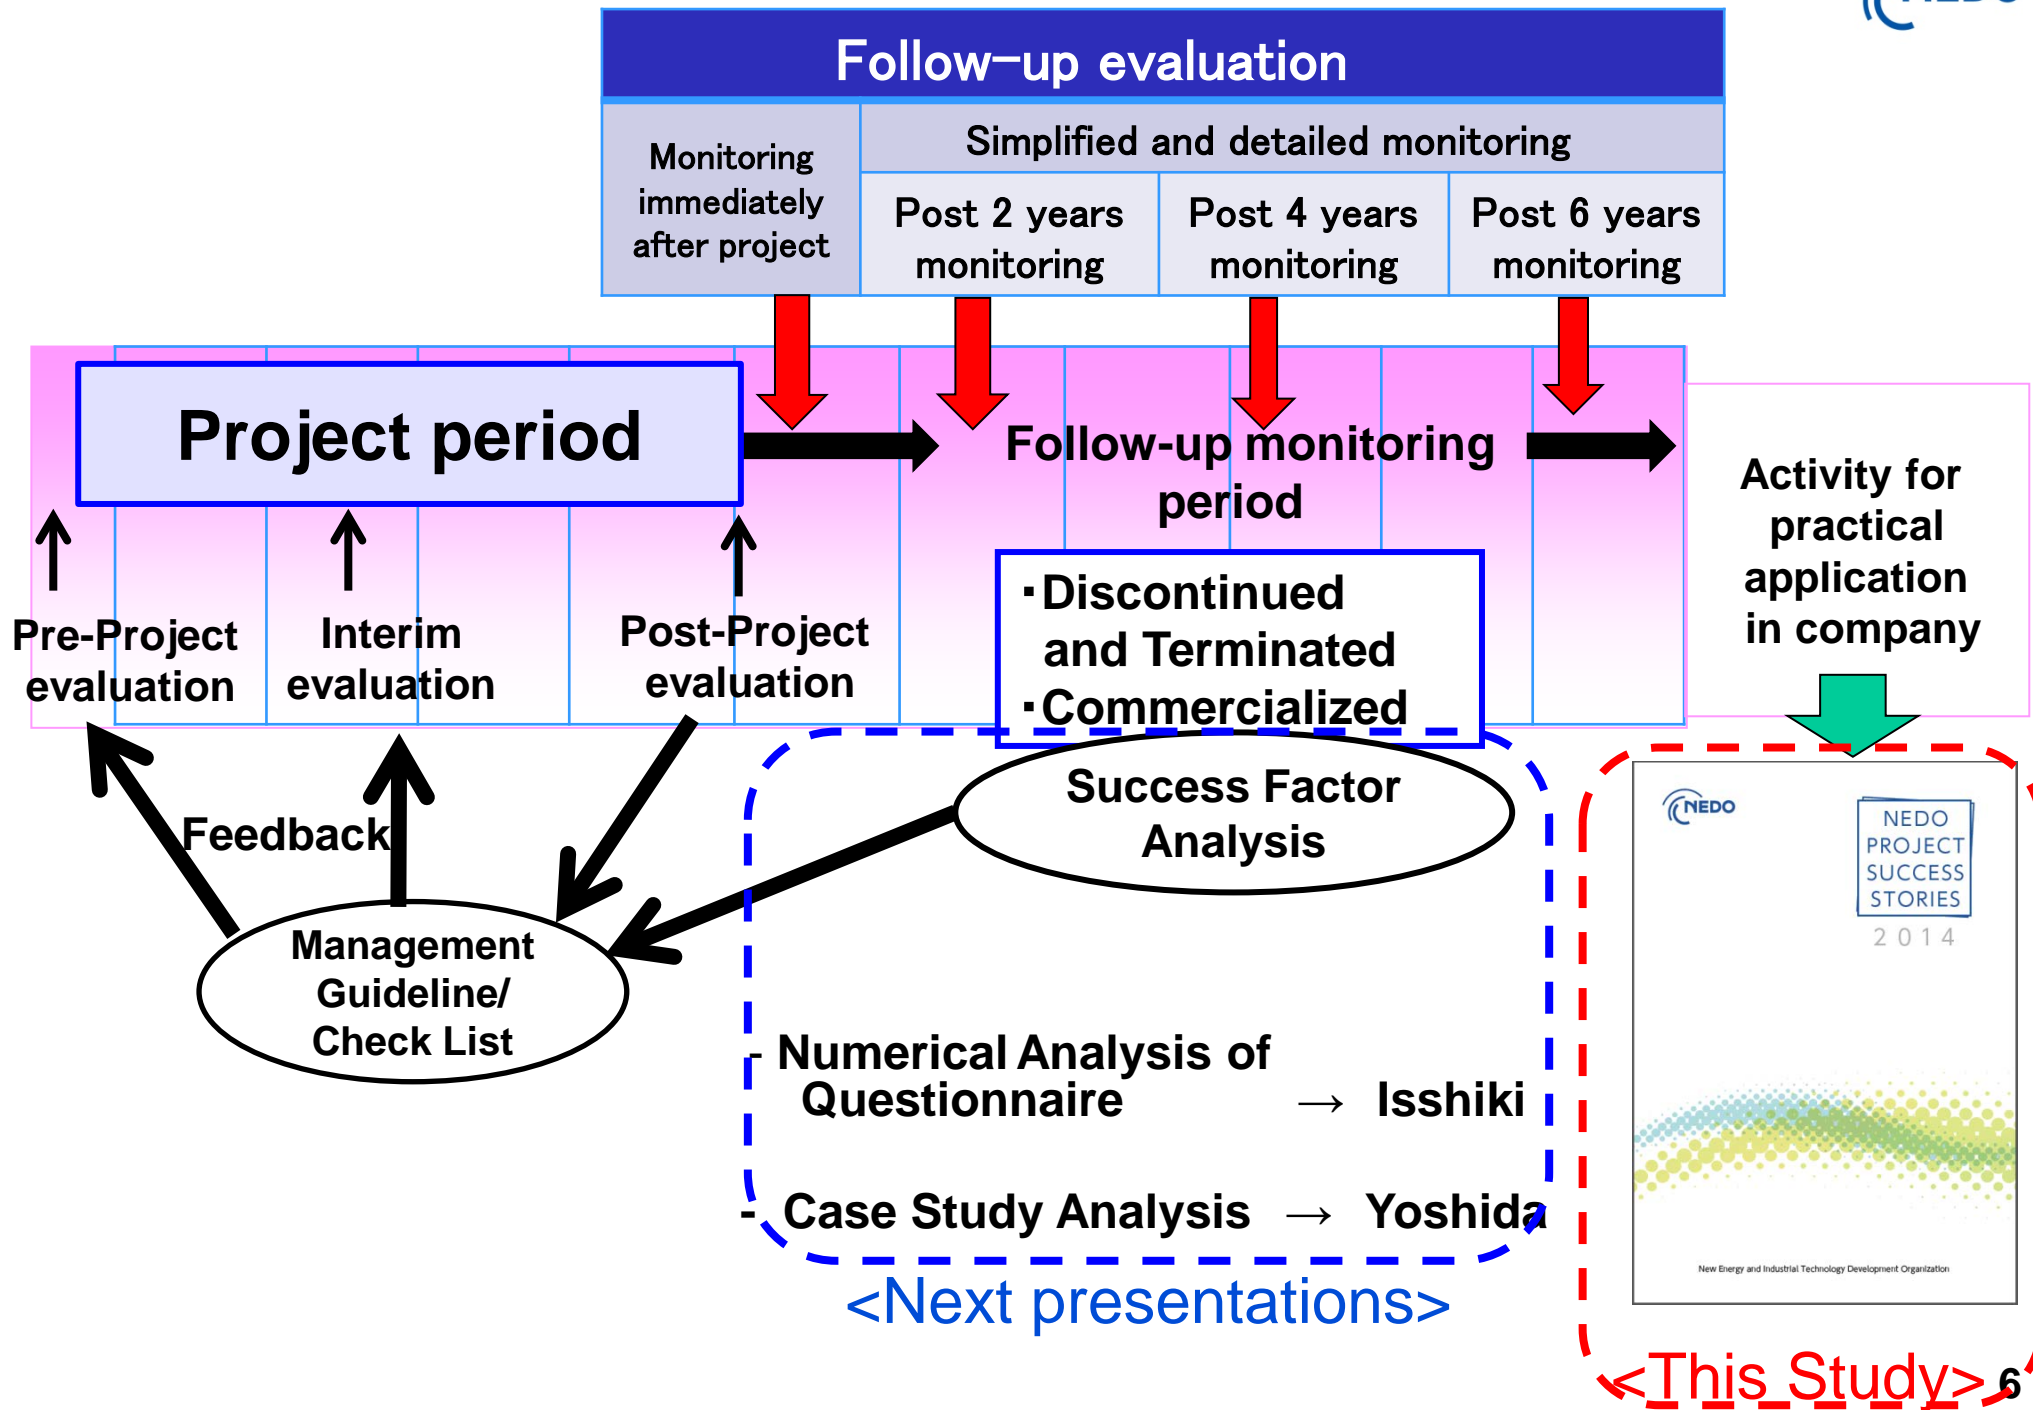 NEDO
Follow-up evaluation
Monitoring
immediately
after project
Simplified and detailed monitoring
Post 2 years
monitoring
Post 4 years
monitoring
Post 6 years
monitoring
Project period
Follow-up monitoring
period
Activity for
practical
application
in company
Pre-Project
evaluation
Interim
evaluation
Post-Project
evaluation
・Discontinued
and Terminated
・Commercialized
Feedback
Success Factor
Analysis
Management
Guideline/
Check List
- Numerical Analysis of
Questionnaire → Isshiki
- Case Study Analysis → Yoshida
<Next presentations>
NEDO
NEDO
PROJECT
SUCCESS
STORIES
2014
New Energy and Industrial Technology Development Organization
<This Study>
6